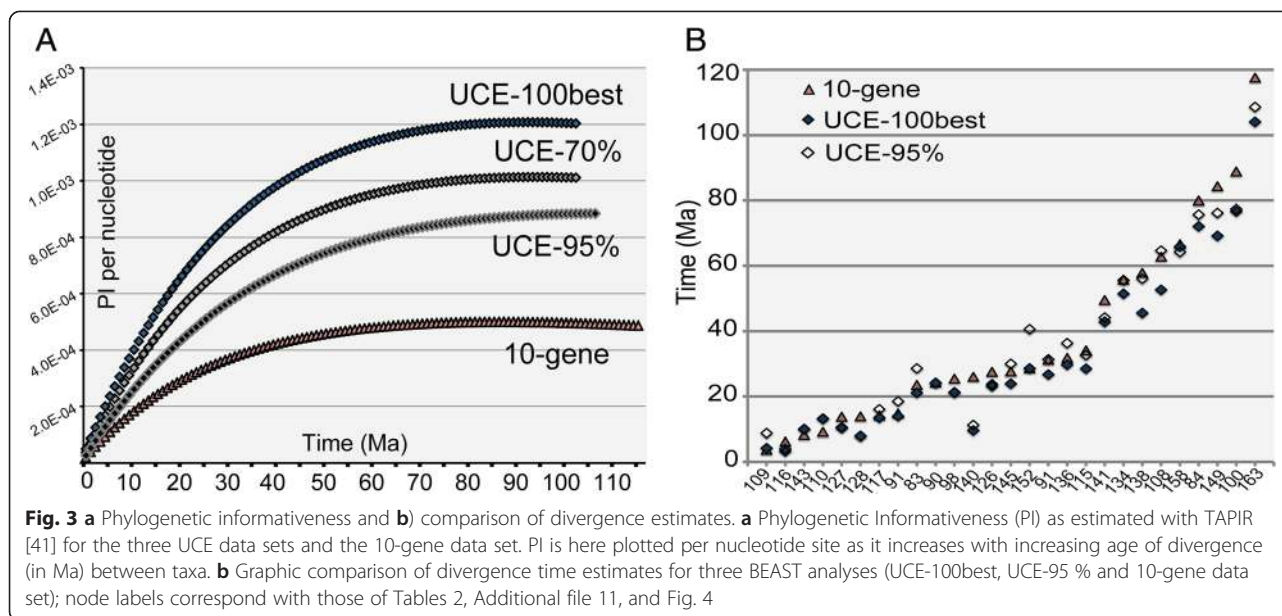 A
1.4E-03
1.2E-03
1.0E-03
8.0E-04
6.0E-04
4.0E-04
2.0E-04
PI per nucleotide
UCE-100best
UCE-70%
UCE-95%
10-gene
Time (Ma)
0 10 20 30 40 50 60 70 80 90 100 110
B
120
100
80
60
40
20
0
Time (Ma)
10-gene
UCE-100best
UCE-95%
109 116 143 110 127 128 117 91 83 90 98 140 126 145 152 91 136 115 141 134 138 108 158 84 149 100 163
Fig. 3 a Phylogenetic informativeness and b) comparison of divergence estimates. a Phylogenetic Informativeness (PI) as estimated with TAPIR
[41] for the three UCE data sets and the 10-gene data set. PI is here plotted per nucleotide site as it increases with increasing age of divergence
(in Ma) between taxa. b Graphic comparison of divergence time estimates for three BEAST analyses (UCE-100best, UCE-95 % and 10-gene data
set); node labels correspond with those of Tables 2, Additional file 11, and Fig. 4